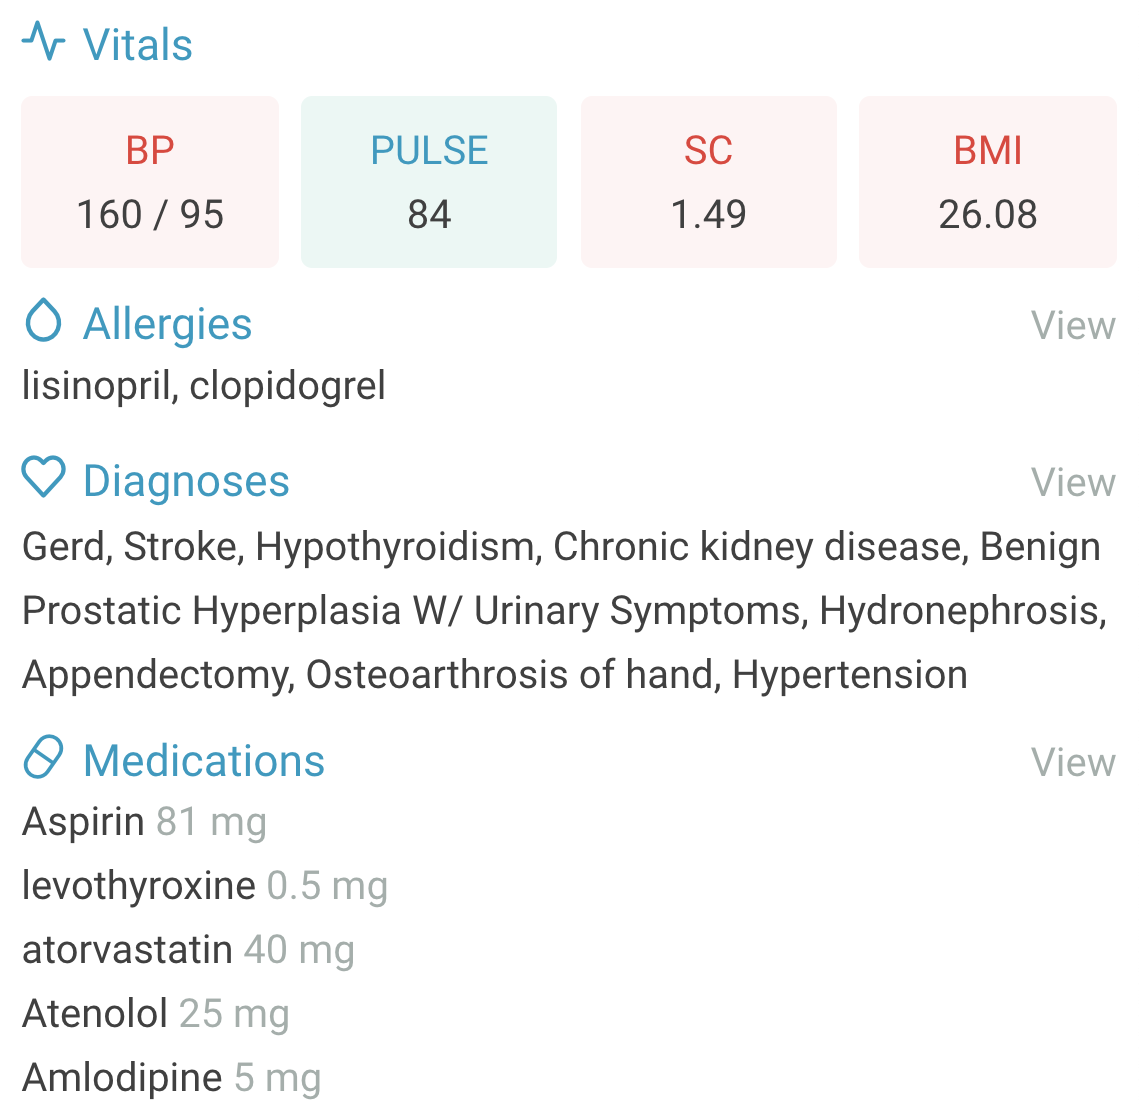 Vitals
BP PULSE SC BMI
160 / 95 84 1.49 26.08
Allergies View
lisinopril, clopidogrel
Diagnoses View
Gerd, Stroke, Hypothyroidism, Chronic kidney disease, Benign
Prostatic Hyperplasia W/ Urinary Symptoms, Hydronephrosis,
Appendectomy, Osteoarthrosis of hand, Hypertension
Medications View
Aspirin 81 mg
levothyroxine 0.5 mg
atorvastatin 40 mg
Atenolol 25 mg
Amlodipine 5 mg